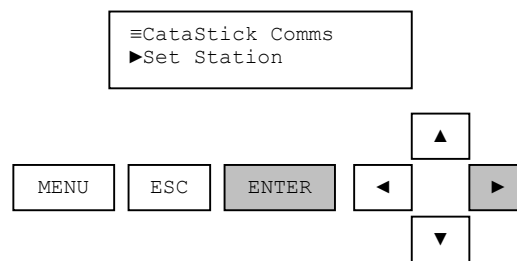 ≡CataStick Comms
►Set Station
▲
MENU ESC ENTER ◄ ►
▼